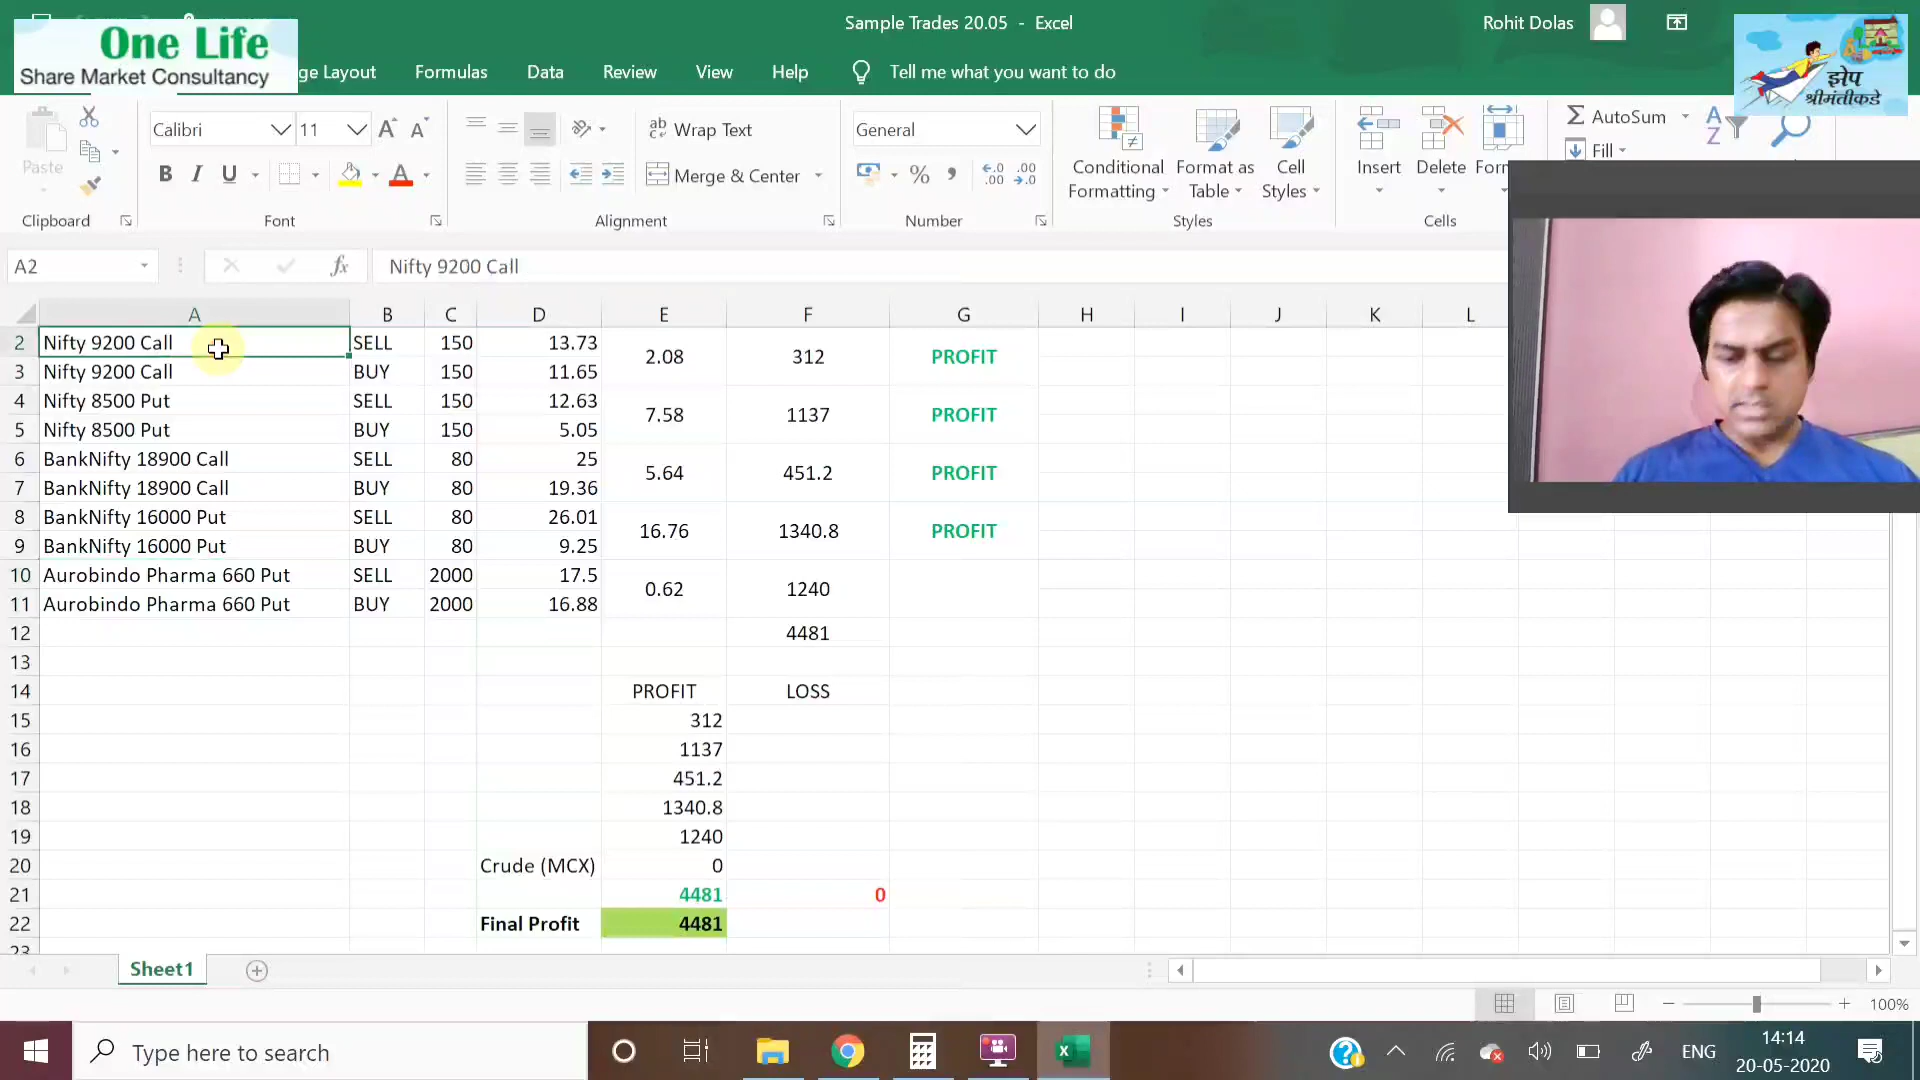 Sample Trades 20.05 - Excel
Rohit Dolas
One Life
Share Market Consultancy
झेप
श्रीमंतीकडे
ge Layout Formulas Data Review View Help Tell me what you want to do
Calibri 11
Wrap Text
General
AutoSum
Fill
Paste
B I U
Merge & Center
Conditional Formatting
Format as Table
Cell Styles
Insert Delete Form
Clipboard Font Alignment Number Styles Cells
A2 fx Nifty 9200 Call
A B C D E F G H I J K L
2 Nifty 9200 Call SELL 150 13.73 2.08 312 PROFIT
3 Nifty 9200 Call BUY 150 11.65
4 Nifty 8500 Put SELL 150 12.63 7.58 1137 PROFIT
5 Nifty 8500 Put BUY 150 5.05
6 BankNifty 18900 Call SELL 80 25 5.64 451.2 PROFIT
7 BankNifty 18900 Call BUY 80 19.36
8 BankNifty 16000 Put SELL 80 26.01 16.76 1340.8 PROFIT
9 BankNifty 16000 Put BUY 80 9.25
10 Aurobindo Pharma 660 Put SELL 2000 17.5 0.62 1240
11 Aurobindo Pharma 660 Put BUY 2000 16.88
12 4481
13
14 PROFIT LOSS
15 312
16 1137
17 451.2
18 1340.8
19 1240
20 Crude (MCX) 0
21 4481 0
22 Final Profit 4481
23
Sheet1
100%
Type here to search
ENG
14:14
20-05-2020